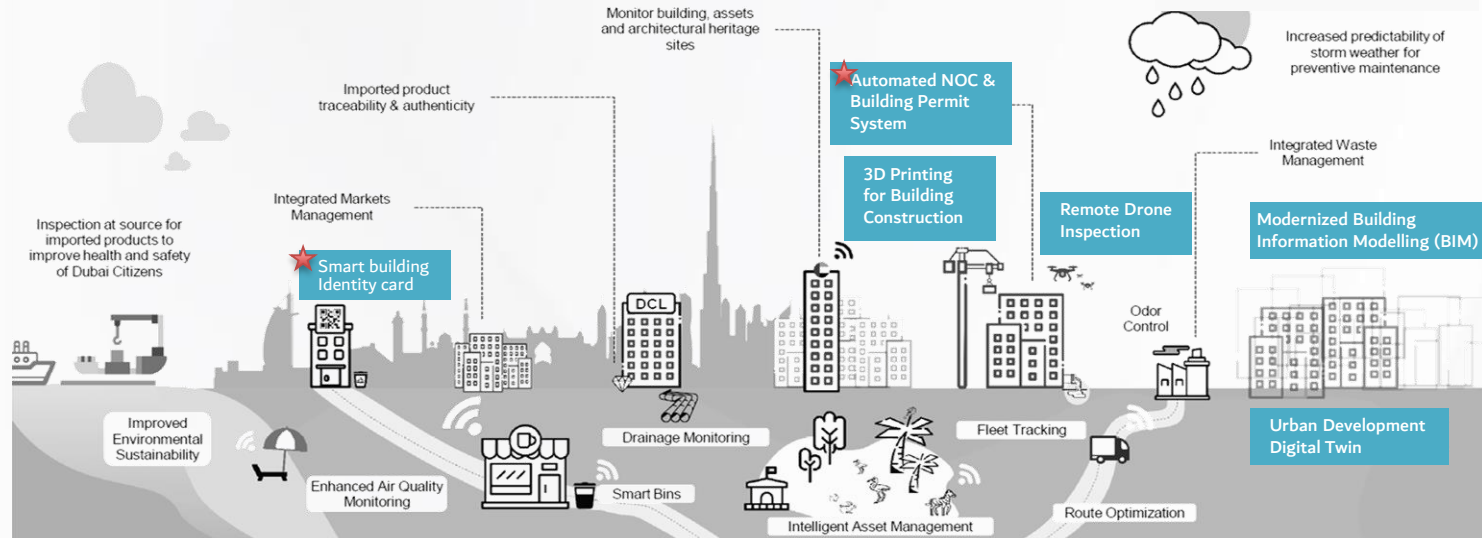 Monitor building, assets
and architectural heritage
sites
Increased predictability of
storm weather for
preventive maintenance
Imported product
traceability & authenticity
Automated NOC &
Building Permit
System
Integrated Waste
Management
3D Printing
for Building
Construction
Integrated Markets
Management
Remote Drone
Inspection
Modernized Building
Information Modelling (BIM)
Inspection at source for
imported products to
improve health and safety
of Dubai Citizens
Smart building
Identity card
DCL
Odor
Control
Improved
Environmental
Sustainability
Drainage Monitoring
Fleet Tracking
Urban Development
Digital Twin
Enhanced Air Quality
Monitoring
Smart Bins
Intelligent Asset Management
Route Optimization